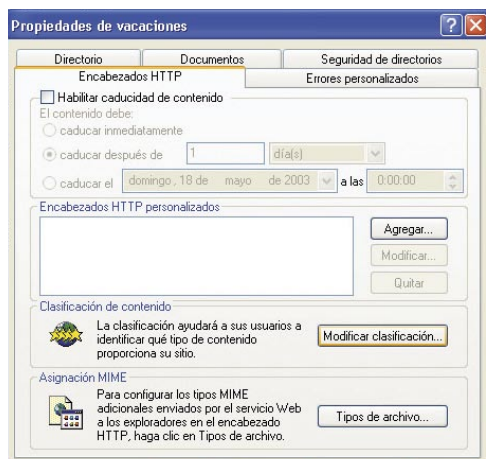 Propiedades de vacaciones
Directorio Documentos Seguridad de directorios
Encabezados HTTP Errores personalizados
Habilitar caducidad de contenido
El contenido debe:
caducar inmediatamente
caducar después de 1 día(s)
caducar el domingo, 18 de mayo de 2003 a las 0:00:00
Encabezados HTTP personalizados
Agregar...
Modificar...
Quitar
Clasificación de contenido
La clasificación ayudará a sus usuarios a
identificar qué tipo de contenido
proporciona su sitio.
Modificar clasificación...
Asignación MIME
Para configurar los tipos MIME
adicionales enviados por el servicio Web
a los exploradores en el encabezado
HTTP, haga clic en Tipos de archivo.
Tipos de archivo...